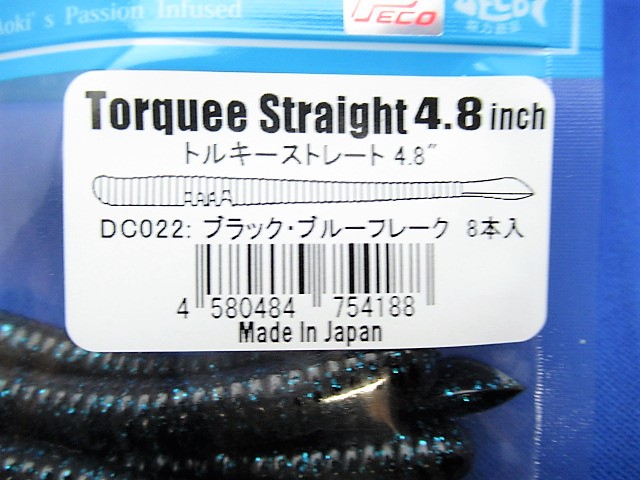 Aoki's Passion Infused
FECO
Torquee Straight 4.8 inch
トルキーストレート 4.8"
DC022: ブラック・ブルーフレーク 8本入
4 580484 754188
Made In Japan